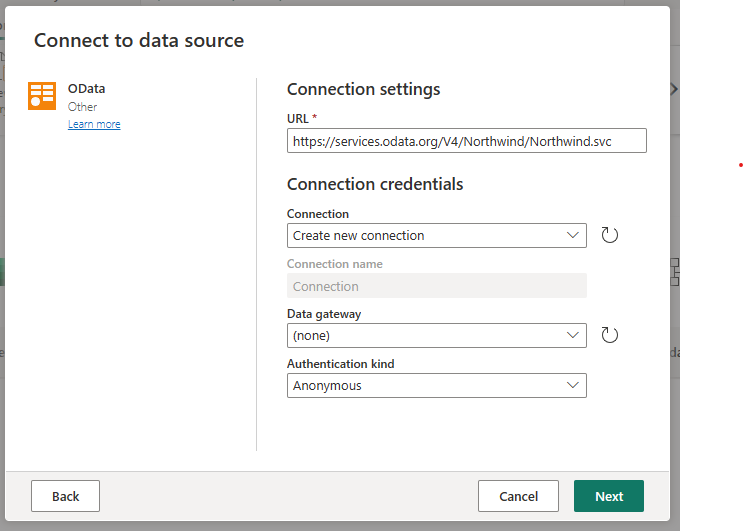 Connect to data source
OData
Other
Learn more
Connection settings
URL *
https://services.odata.org/V4/Northwind/Northwind.svc
Connection credentials
Connection
Create new connection
Connection name
Connection
Data gateway
(none)
Authentication kind
Anonymous
Back
Cancel
Next